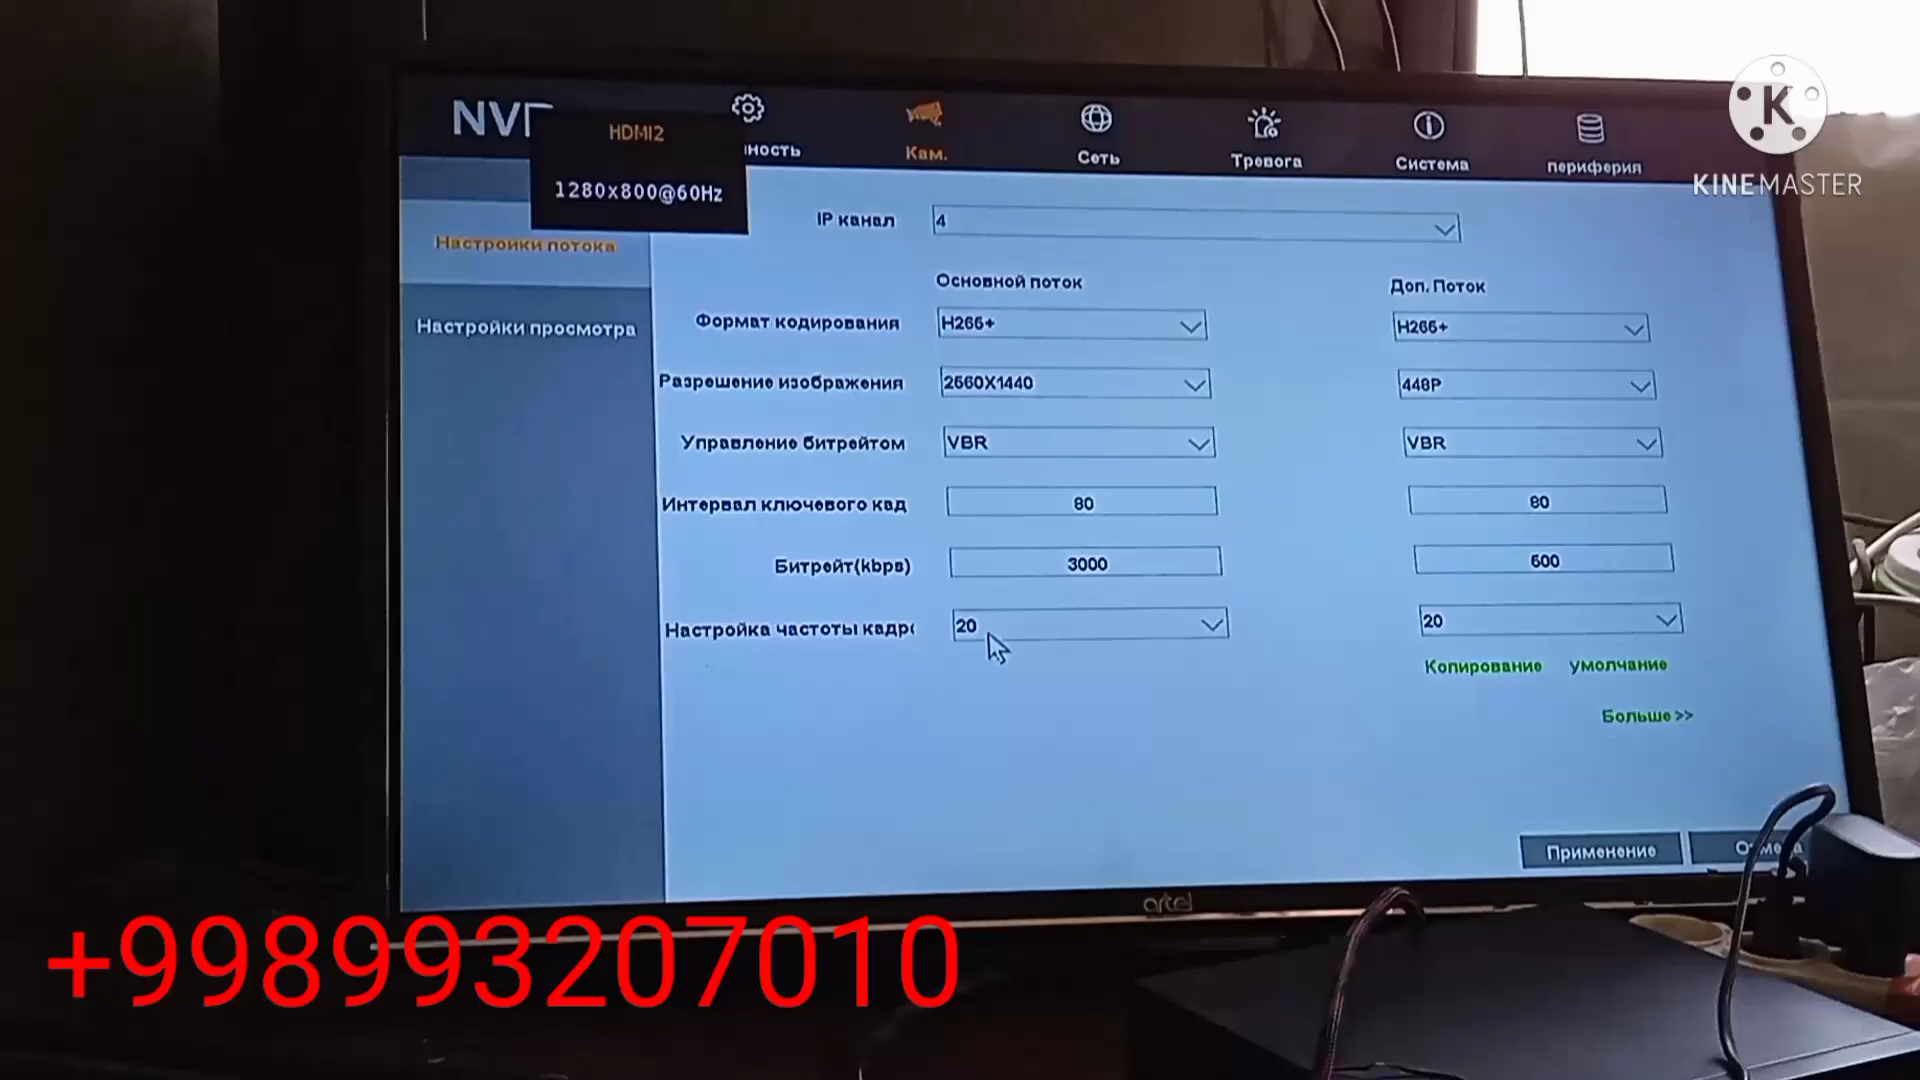 NVR
HDMI2
1280x800@60Hz
Кам.
Сеть
Тревога
Система
периферия
KINEMASTER
IP канал
4
Настройки потока
Настройки просмотра
Основной поток
Доп. Поток
Формат кодирования
H265+
H265+
Разрешение изображения
2560X1440
448P
Управление битрейтом
VBR
VBR
Интервал ключевого кад
80
80
Битрейт(kbps)
3000
600
Настройка частоты кадро
20
20
Копирование
умолчание
Больше >>
Применение
Отмена
artel
+998993207010